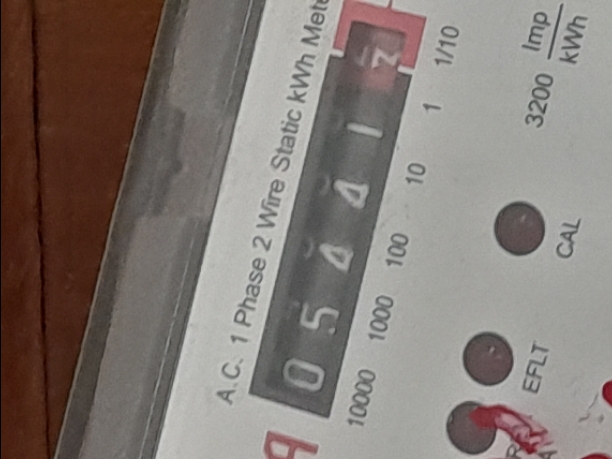 A.C. 1 Phase 2 Wire Static kWh Mete
0 5 4 4 1 3
10000 1000 100 10 1 1/10
3200 Imp/kWh
EFLT
CAL